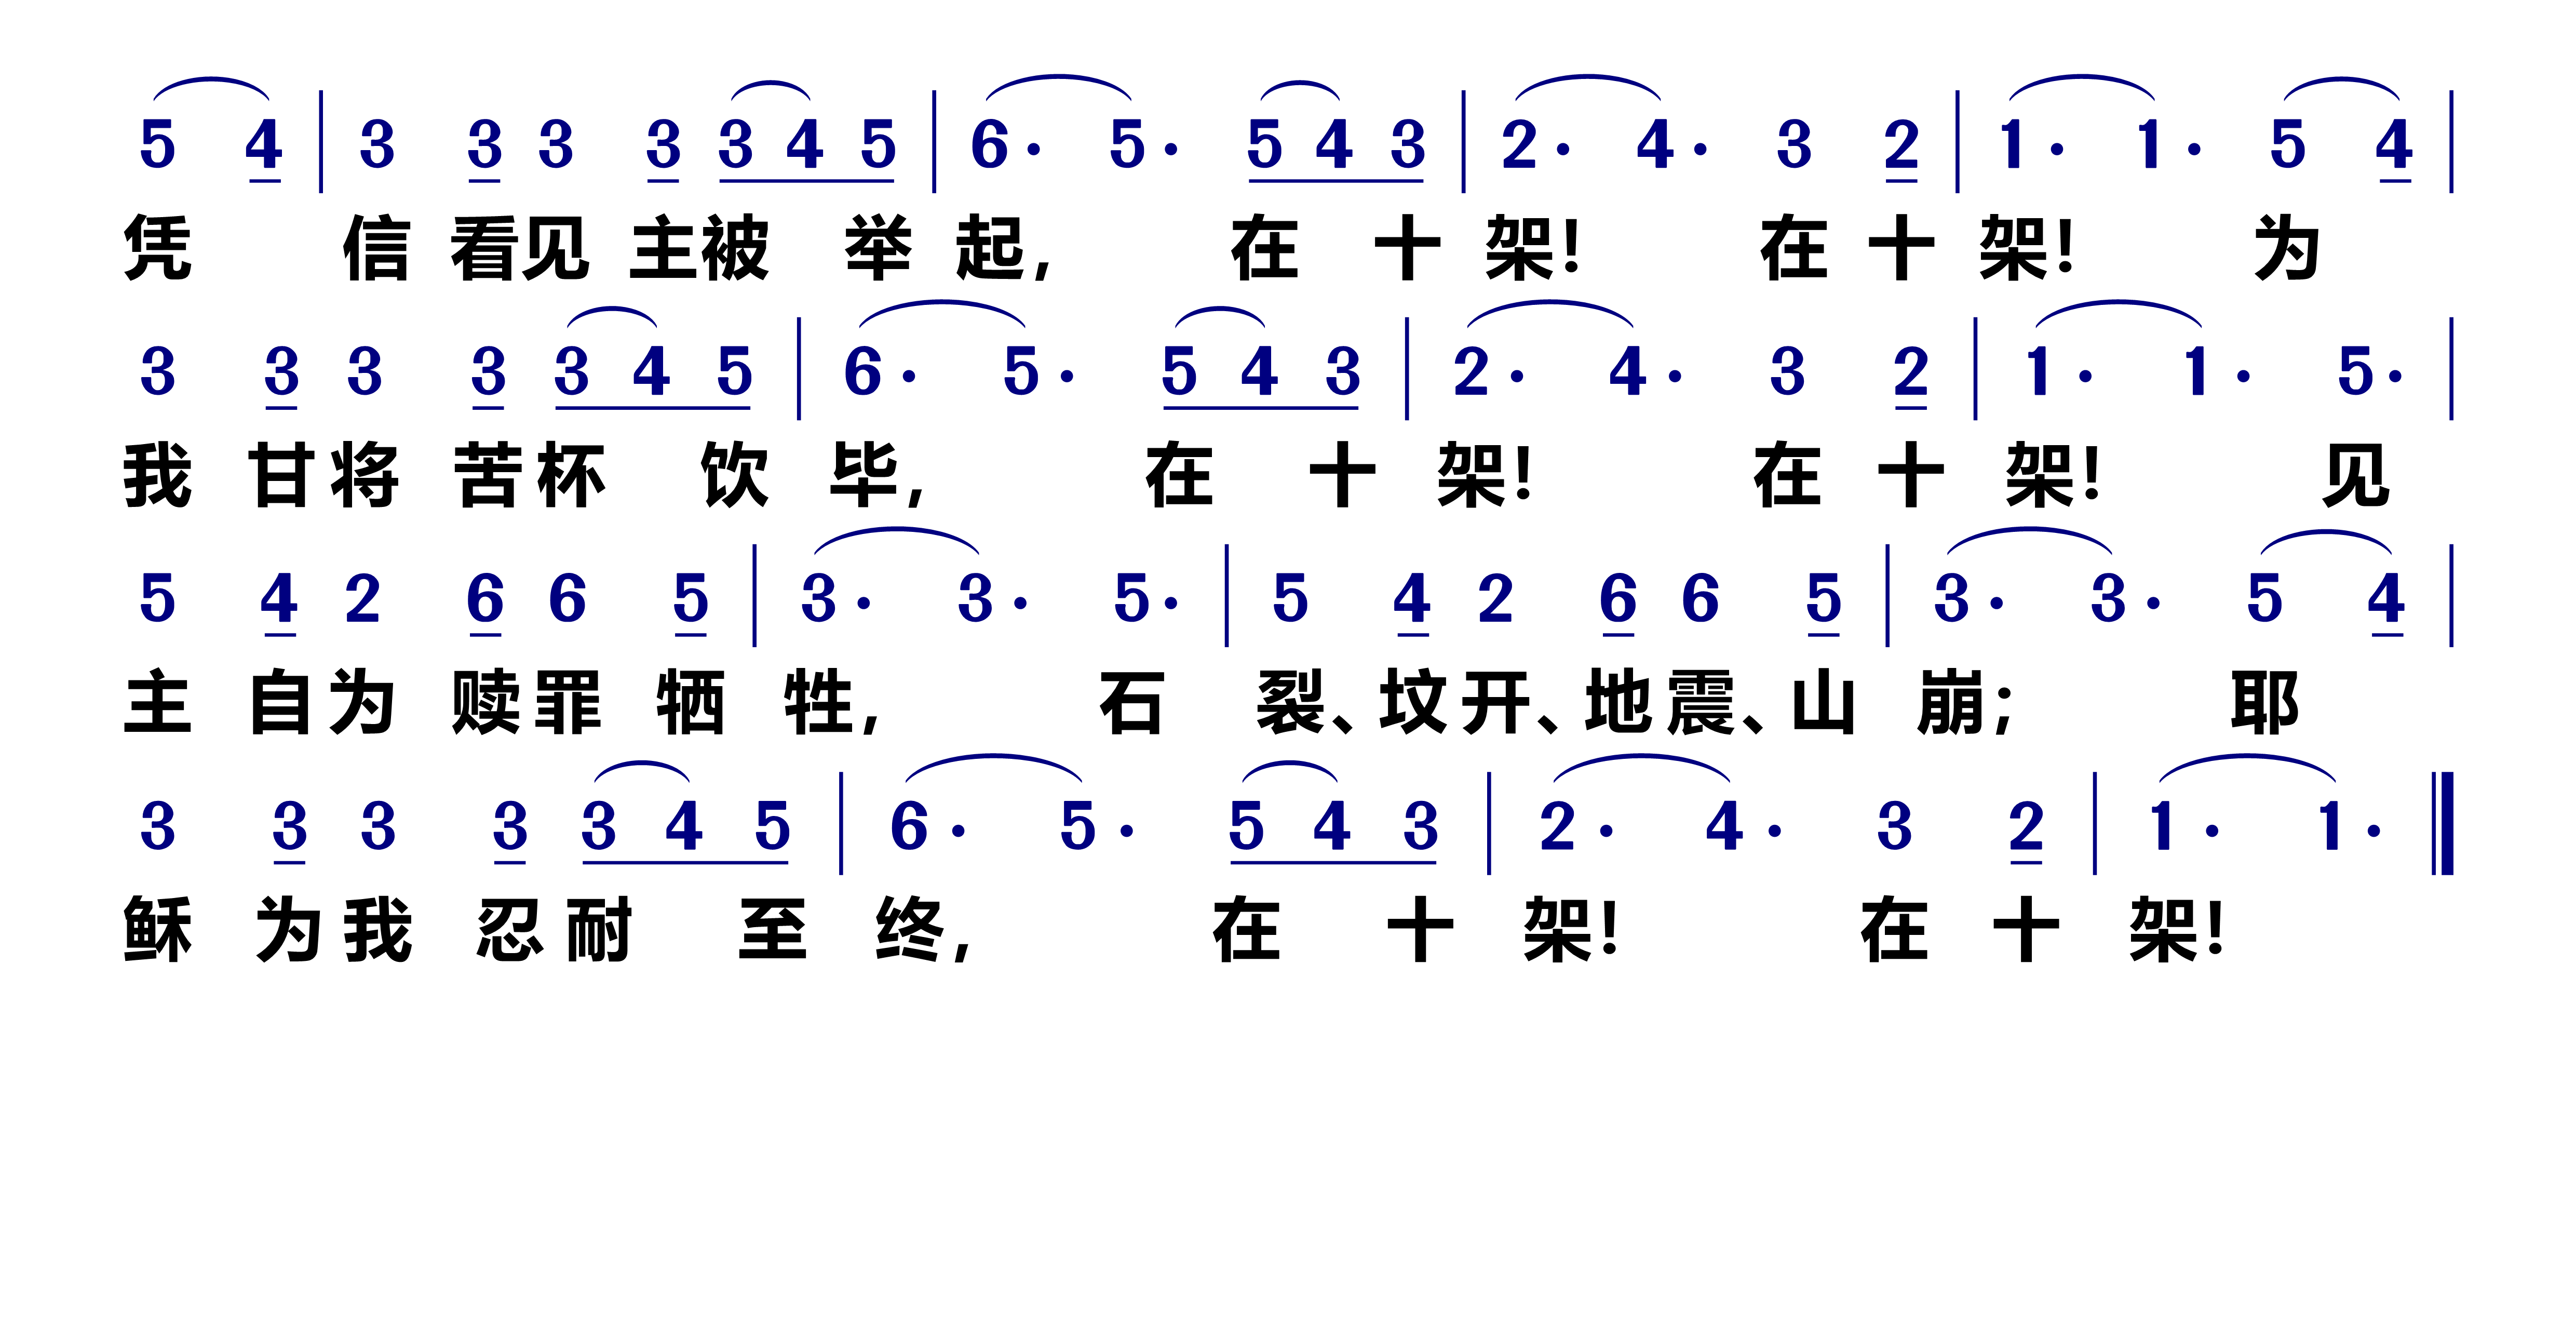 5 4 | 3 3 3 3 3 4 5 | 6· 5· 5 4 3 | 2· 4· 3 2 | 1· 1· 5 4 |
凭 信 看见 主被 举 起, 在 十 架! 在 十 架! 为
3 3 3 3 3 4 5 | 6· 5· 5 4 3 | 2· 4· 3 2 | 1· 1· 5· |
我 甘将 苦杯 饮 毕, 在 十 架! 在 十 架! 见
5 4 2 6 6 5 | 3· 3· 5· | 5 4 2 6 6 5 | 3· 3· 5 4 |
主 自为 赎罪 牺 牲, 石 裂、坟开、地震、山 崩; 耶
3 3 3 3 3 4 5 | 6· 5· 5 4 3 | 2· 4· 3 2 | 1· 1· ‖
稣 为我 忍耐 至 终, 在 十 架! 在 十 架!